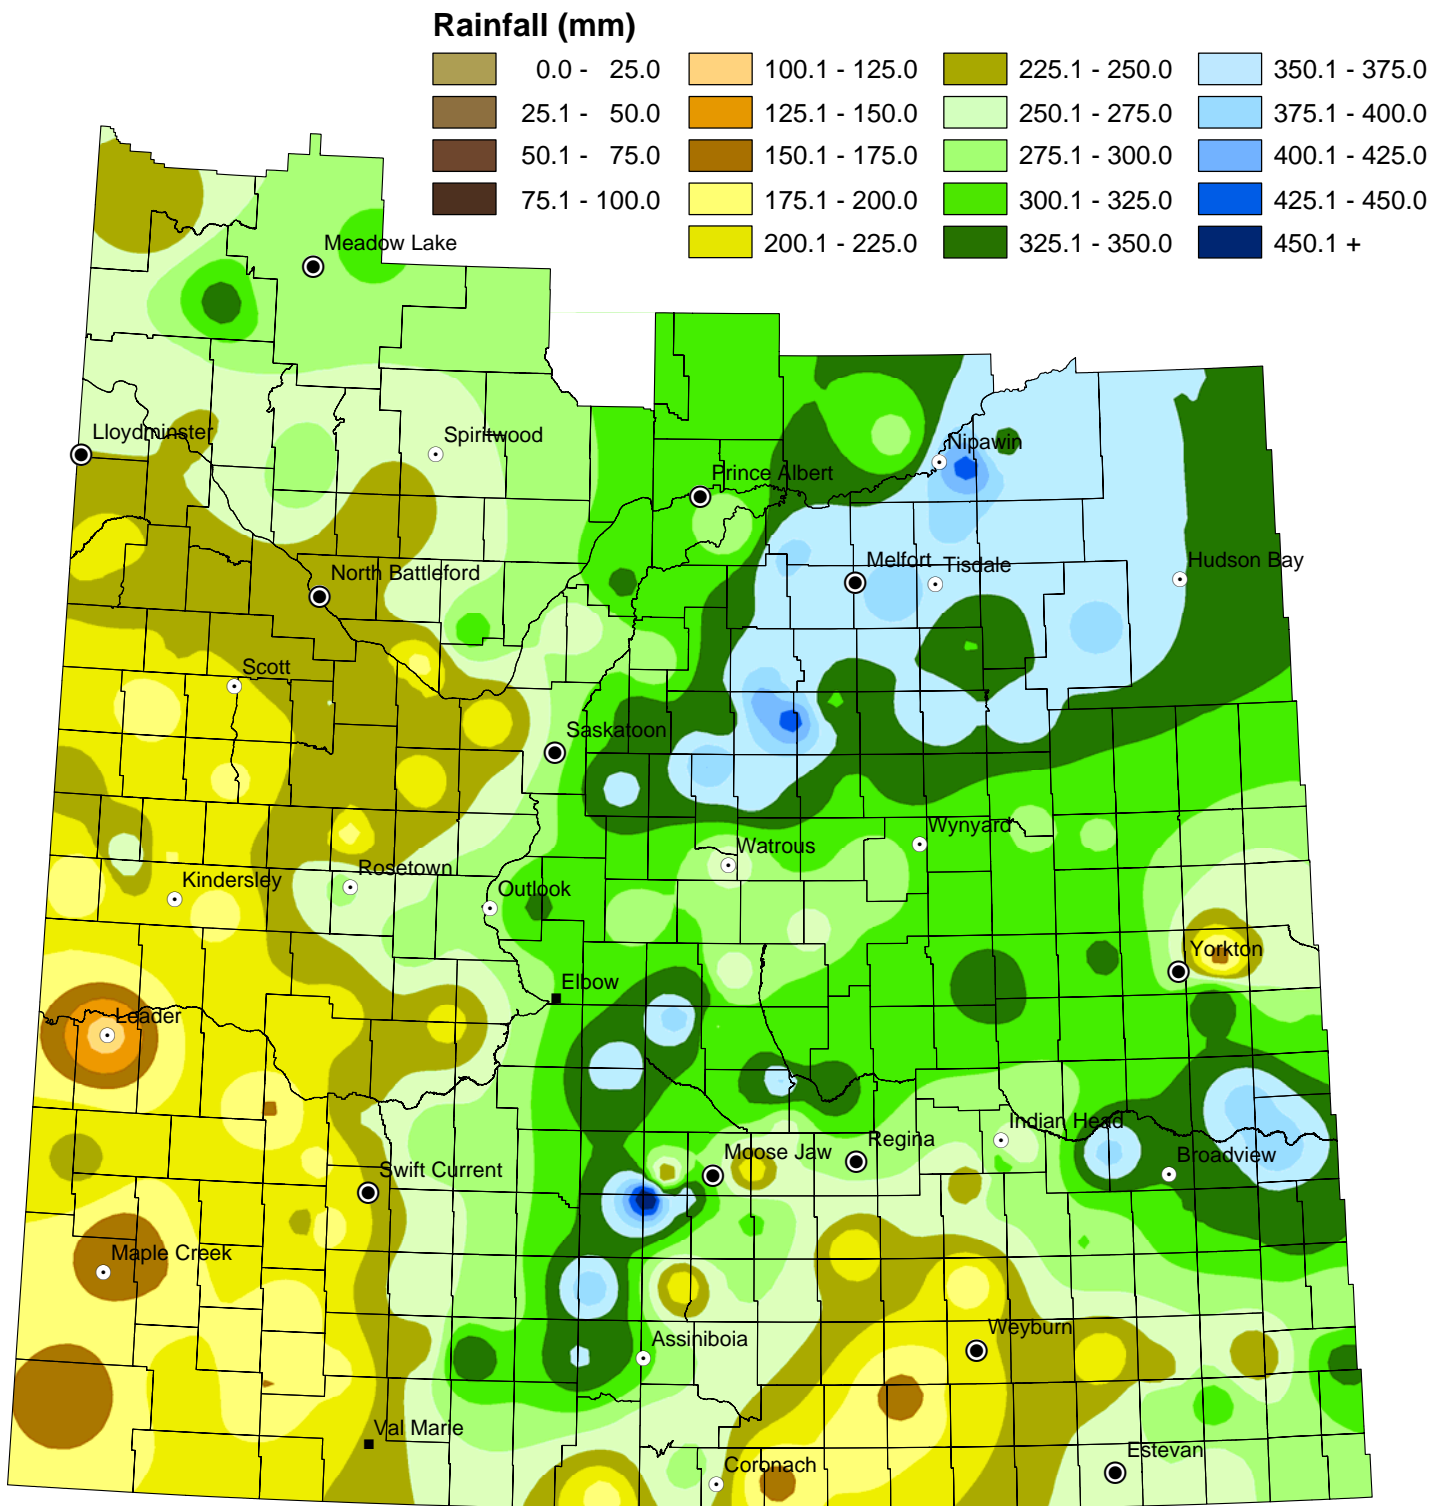 Rainfall (mm)
0.0 - 25.0
100.1 - 125.0
225.1 - 250.0
350.1 - 375.0
25.1 - 50.0
125.1 - 150.0
250.1 - 275.0
375.1 - 400.0
50.1 - 75.0
150.1 - 175.0
275.1 - 300.0
400.1 - 425.0
75.1 - 100.0
175.1 - 200.0
300.1 - 325.0
425.1 - 450.0
200.1 - 225.0
325.1 - 350.0
450.1 +
Meadow Lake
Lloydminster
Spiritwood
Nipawin
Prince Albert
North Battleford
Melfort
Tisdale
Hudson Bay
Scott
Saskatoon
Wynyard
Watrous
Rosetown
Kindersley
Outlook
Yorkton
Elbow
Leader
Indian Head
Regina
Moose Jaw
Broadview
Swift Current
Maple Creek
Weyburn
Assiniboia
Val Marie
Estevan
Coronach